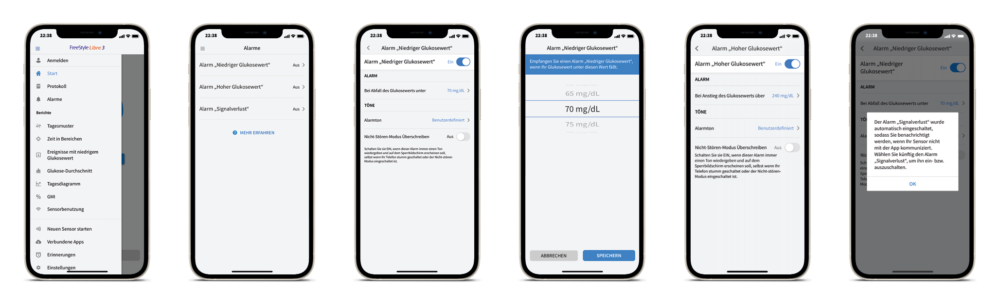 22:38
FreeStyle Libre 3
Anmelden
Start
Protokoll
Alarme
Berichte
Tagesmuster
Zeit in Bereichen
Ereignisse mit niedrigem
Glukosewert
Glukose-Durchschnitt
Tagesdiagramm
GMI
Sensorbenutzung
Neuen Sensor starten
Verbundene Apps
Erinnerungen
Einstellungen
22:38
Alarme
Alarm „Niedriger Glukosewert“ Aus
Alarm „Hoher Glukosewert“ Aus
Alarm „Signalverlust“ Aus
? MEHR ERFAHREN
22:38
Alarm „Niedriger Glukosewert“
Alarm „Niedriger Glukosewert“ Ein
ALARM
Bei Abfall des Glukosewerts unter 70 mg/dL
TÖNE
Alarmton Benutzerdefiniert
Nicht-Stören-Modus Überschreiben Aus
Schalten Sie sie EIN, wenn dieser Alarm immer einen Ton
wiedergeben und auf dem Sperrbildschirm erscheinen soll,
selbst wenn Ihr Telefon stumm geschaltet oder der Nicht-stören-
Modus eingeschaltet ist.
22:38
Alarm „Niedriger Glukosewert“
Empfangen Sie einen Alarm „Niedriger Glukosewert“,
wenn Ihr Glukosewert unter diesen Wert fällt.
65 mg/dL
70 mg/dL
75 mg/dL
ABBRECHEN SPEICHERN
22:38
Alarm „Hoher Glukosewert“
Alarm „Hoher Glukosewert“ Ein
ALARM
Bei Anstieg des Glukosewerts über 240 mg/dL
TÖNE
Alarmton Benutzerdefiniert
Nicht-Stören-Modus Überschreiben Aus
Schalten Sie sie EIN, wenn dieser Alarm immer
einen Ton wiedergeben und auf dem
Sperrbildschirm erscheinen soll, selbst wenn Ihr
Telefon stumm geschaltet oder der Nicht-stören-
Modus eingeschaltet ist.
22:38
Alarm „Niedriger Glukosewert“
Alarm „Niedriger
Glukosewert“ Ein
ALARM
Bei Abfall des Glukosewerts unter 70 mg/dL
Der Alarm „Signalverlust“ wurde
automatisch eingeschaltet,
sodass Sie benachrichtigt
werden, wenn Ihr Sensor nicht
mit der App kommuniziert.
Wählen Sie künftig den Alarm
„Signalverlust“, um ihn ein- bzw.
auszuschalten.
OK